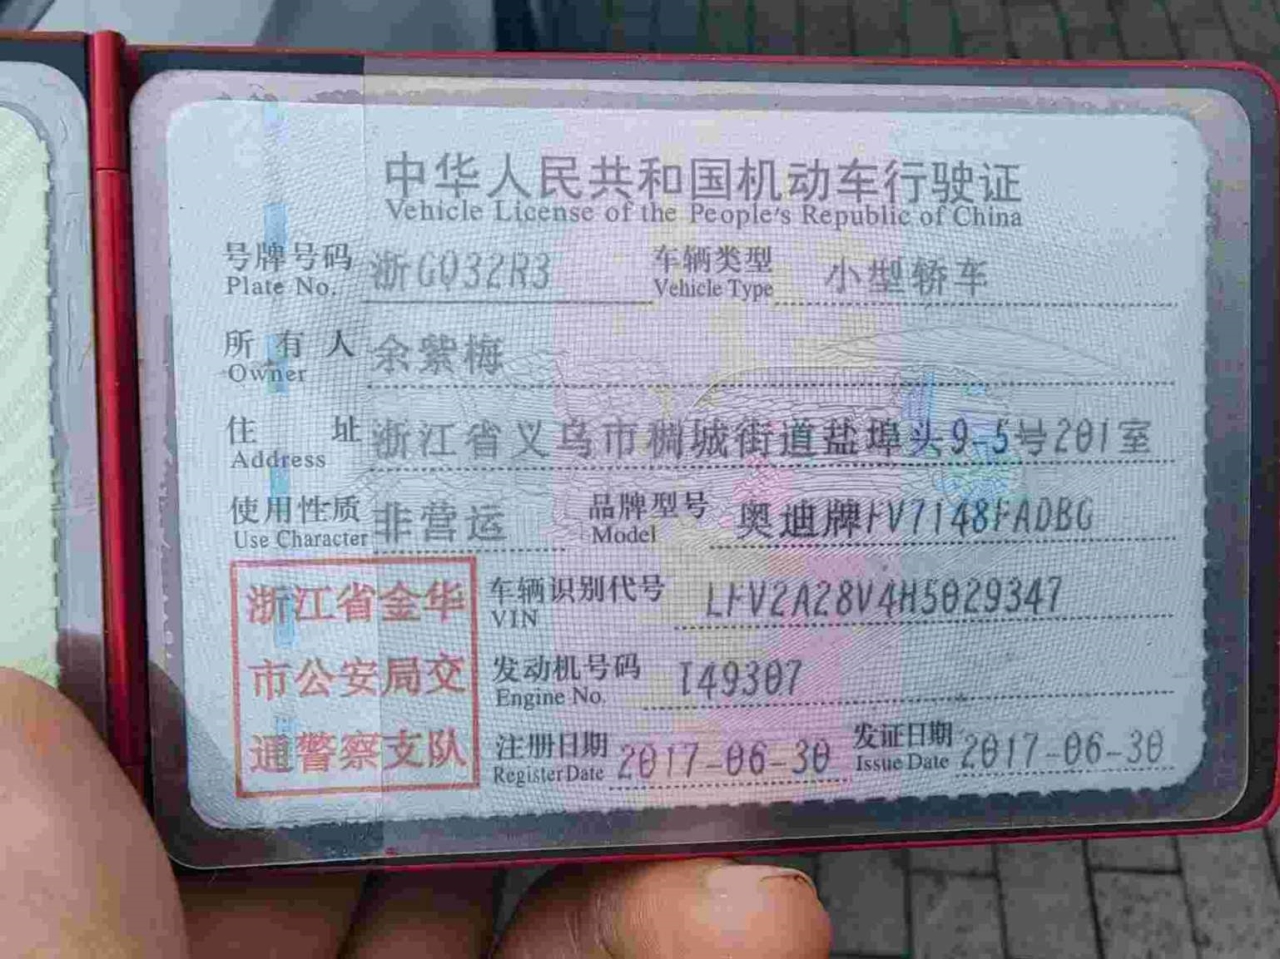 中华人民共和国机动车行驶证
Vehicle License of the People's Republic of China
号牌号码 浙GQ32R3 车辆类型 小型轿车
Plate No. Vehicle Type
所有人 余紫梅
Owner
住址 浙江省义乌市稠城街道盐埠头9-5号201室
Address
使用性质 非营运 品牌型号 奥迪牌FV7148FADBG
Use Character Model
浙江省金华
市公安局交
通警察支队
车辆识别代号 LFV2A28V4H5029347
VIN
发动机号码 I49307
Engine No.
注册日期 2017-06-30 发证日期 2017-06-30
Register Date Issue Date